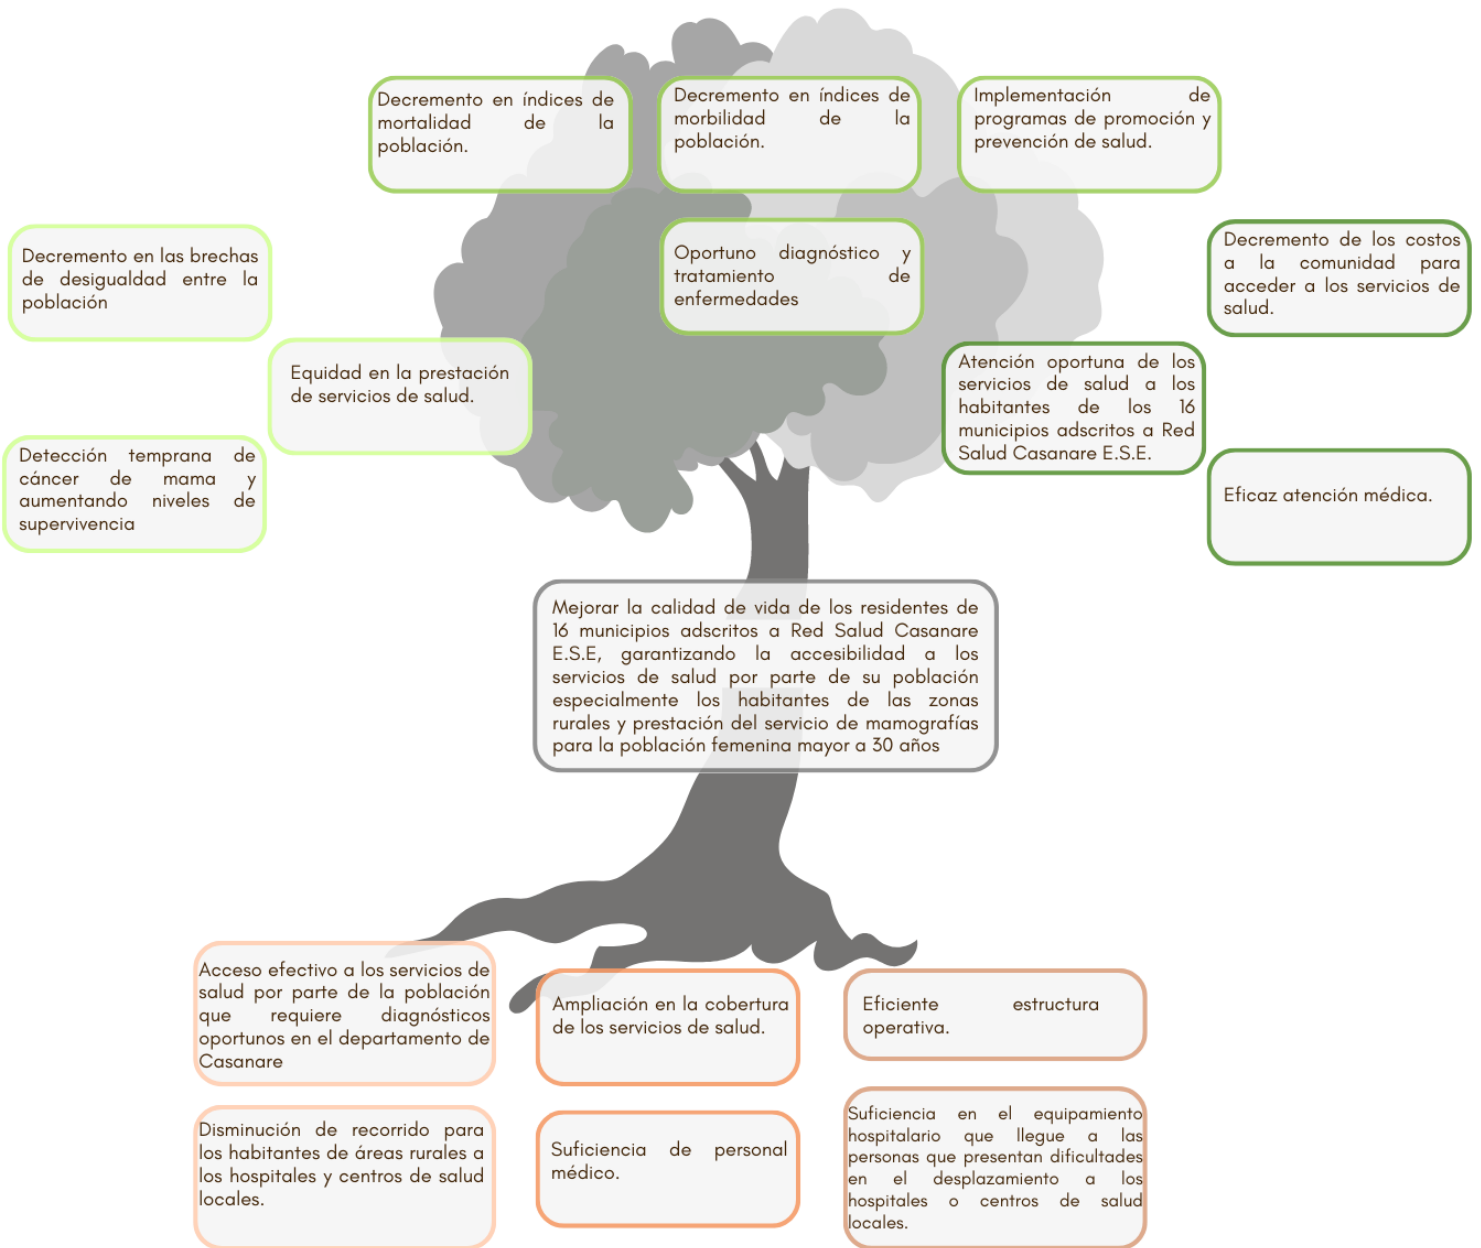 Decremento en índices de
mortalidad de la
población.
Decremento en índices de
morbilidad de la
población.
Implementación de
programas de promoción y
prevención de salud.
Decremento en las brechas
de desigualdad entre la
población
Oportuno diagnóstico y
tratamiento de
enfermedades
Decremento de los costos
a la comunidad para
acceder a los servicios de
salud.
Equidad en la prestación
de servicios de salud.
Atención oportuna de los
servicios de salud a los
habitantes de los 16
municipios adscritos a Red
Salud Casanare E.S.E.
Detección temprana de
cáncer de mama y
aumentando niveles de
supervivencia
Eficaz atención médica.
Mejorar la calidad de vida de los residentes de
16 municipios adscritos a Red Salud Casanare
E.S.E, garantizando la accesibilidad a los
servicios de salud por parte de su población
especialmente los habitantes de las zonas
rurales y prestación del servicio de mamografías
para la población femenina mayor a 30 años
Acceso efectivo a los servicios de
salud por parte de la población
que requiere diagnósticos
oportunos en el departamento de
Casanare
Ampliación en la cobertura
de los servicios de salud.
Eficiente estructura
operativa.
Disminución de recorrido para
los habitantes de áreas rurales a
los hospitales y centros de salud
locales.
Suficiencia de personal
médico.
Suficiencia en el equipamiento
hospitalario que llegue a las
personas que presentan dificultades
en el desplazamiento a los
hospitales o centros de salud
locales.